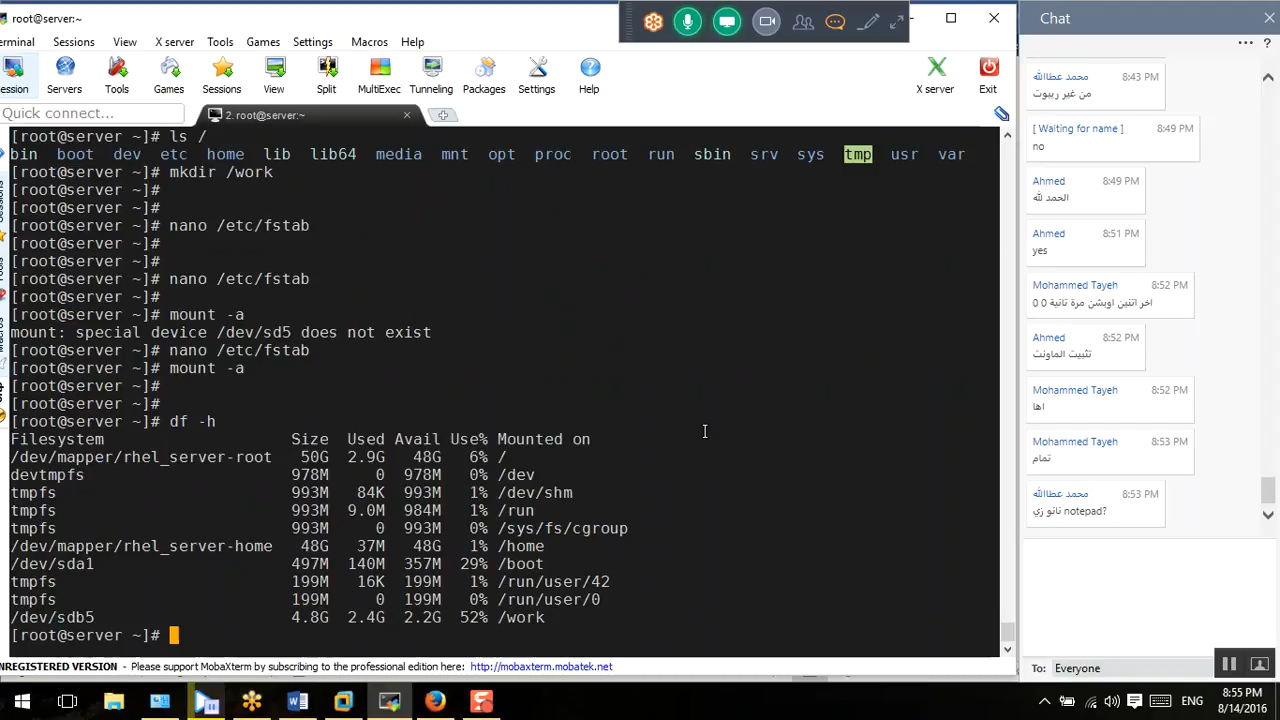 root@server:~
erminal Sessions View X server Tools Games Settings Macros Help
ession Servers Tools Games Sessions View Split MultiExec Tunneling Packages Settings Help X server Exit
Quick connect...
2. root@server:~
[root@server ~]# ls /
bin boot dev etc home lib lib64 media mnt opt proc root run sbin srv sys tmp usr var
[root@server ~]# mkdir /work
[root@server ~]#
[root@server ~]#
[root@server ~]# nano /etc/fstab
[root@server ~]#
[root@server ~]#
[root@server ~]# nano /etc/fstab
[root@server ~]#
[root@server ~]# mount -a
mount: special device /dev/sd5 does not exist
[root@server ~]# nano /etc/fstab
[root@server ~]# mount -a
[root@server ~]#
[root@server ~]#
[root@server ~]# df -h
Filesystem Size Used Avail Use% Mounted on
/dev/mapper/rhel_server-root 50G 2.9G 48G 6% /
devtmpfs 978M 0 978M 0% /dev
tmpfs 993M 84K 993M 1% /dev/shm
tmpfs 993M 9.0M 984M 1% /run
tmpfs 993M 0 993M 0% /sys/fs/cgroup
/dev/mapper/rhel_server-home 48G 37M 48G 1% /home
/dev/sda1 497M 140M 357M 29% /boot
tmpfs 199M 16K 199M 1% /run/user/42
tmpfs 199M 0 199M 0% /run/user/0
/dev/sdb5 4.8G 2.4G 2.2G 52% /work
[root@server ~]#
NREGISTERED VERSION - Please support MobaXterm by subscribing to the professional edition here: http://mobaxterm.mobatek.net
Chat
محمد عطاالله 8:43 PM
من غير ريبوت
[ Waiting for name ] 8:49 PM
no
Ahmed 8:49 PM
الحمد لله
Ahmed 8:51 PM
yes
Mohammed Tayeh 8:52 PM
اخر اتنين اوبشن مرة تانية 0 0
Ahmed 8:52 PM
تثبيت الماونت
Mohammed Tayeh 8:52 PM
اها
Mohammed Tayeh 8:53 PM
تمام
محمد عطاالله 8:53 PM
نانو زي notepad?
To: Everyone
ENG
8:55 PM
8/14/2016